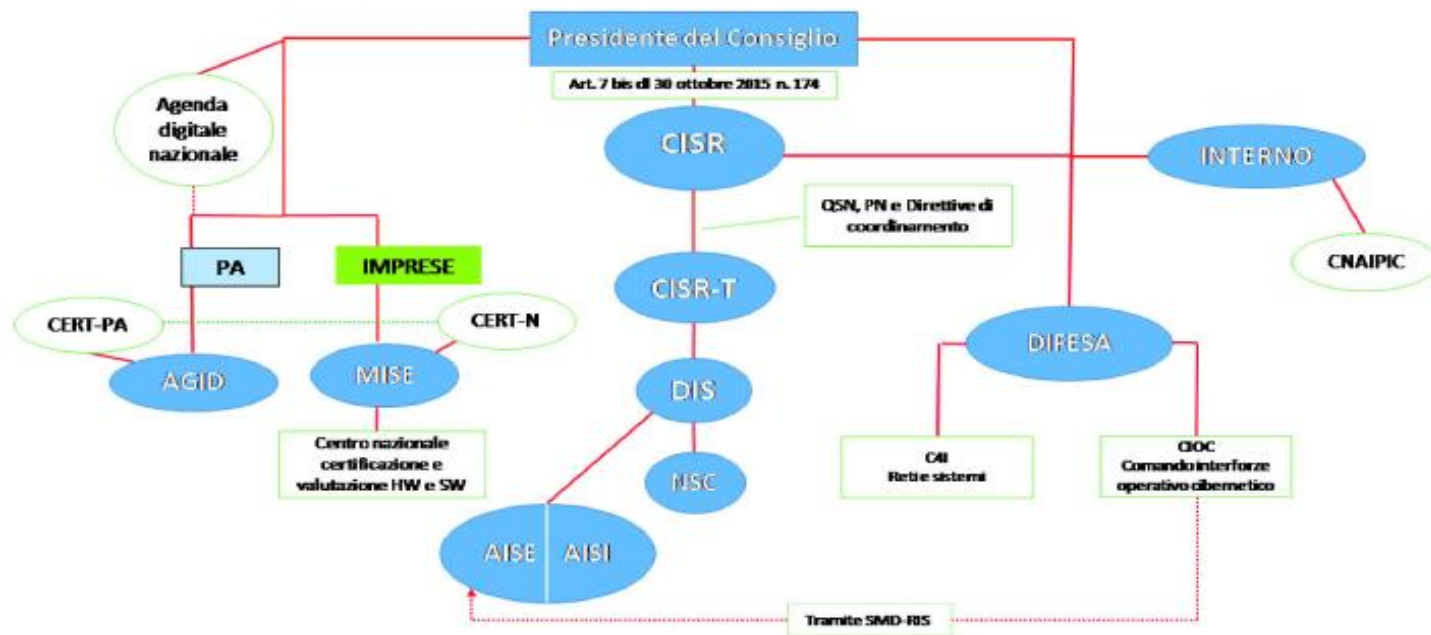 Presidente del Consiglio
Art. 7 bis dl 30 ottobre 2015 n. 174
Agenda
digitale
nazionale
CISR
INTERNO
QSN, PN e Direttive di
coordinamento
PA
IMPRESE
CNAIPIC
CISR-T
CERT-PA
CERT-N
DIFESA
AGID
MISE
DIS
Centro nazionale
certificazione e
valutazione HW e SW
C4I
Reti e sistemi
CIOC
Comando interforze
operativo cibernetico
NSC
AISE AISI
Tramite SMD-RIS